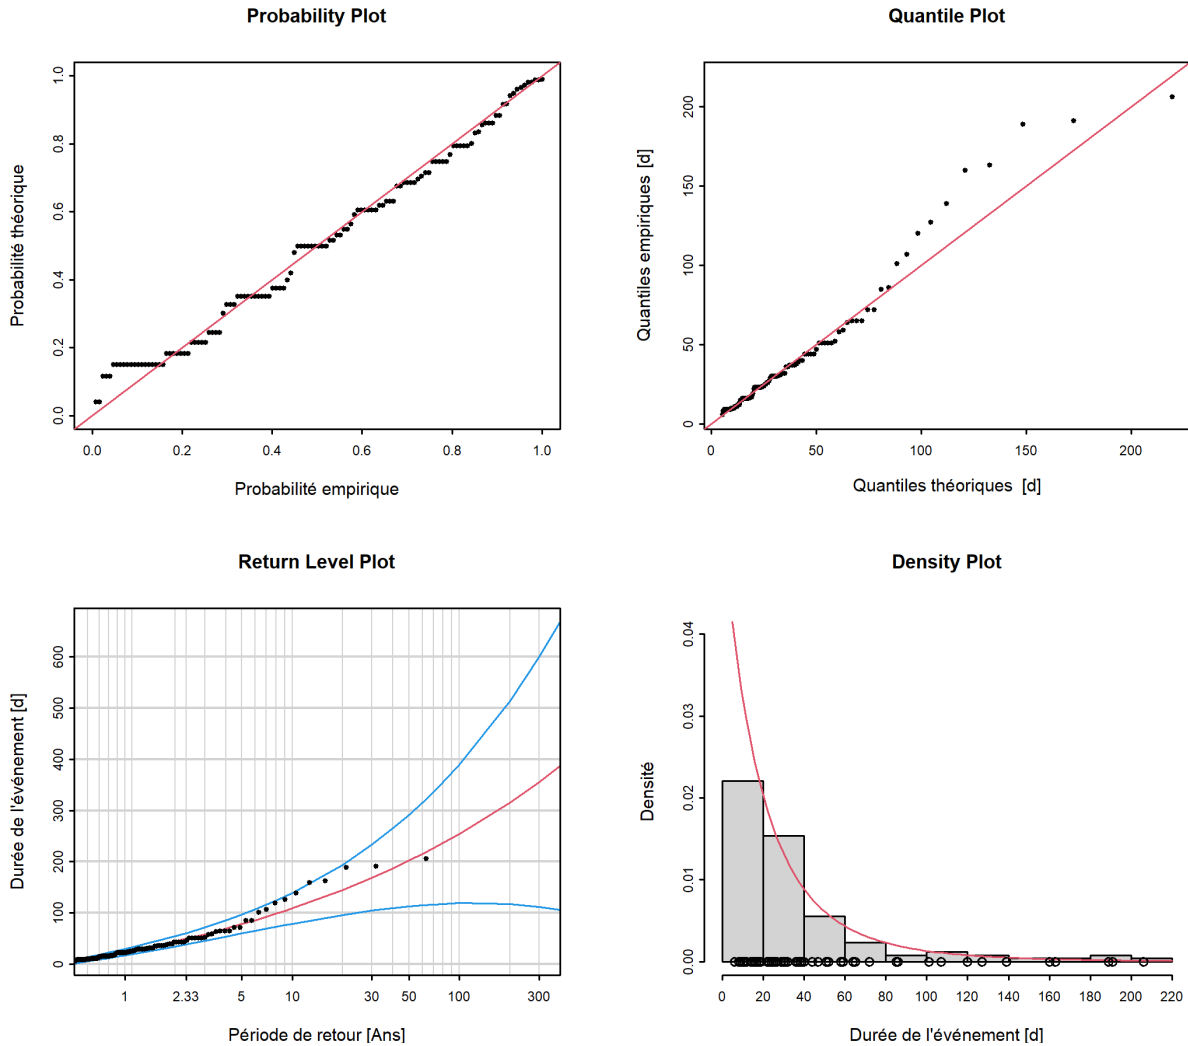 Probability Plot
Probabilité théorique
0.0 0.2 0.4 0.6 0.8 1.0
0.0 0.2 0.4 0.6 0.8 1.0
Probabilité empirique
Quantile Plot
Quantiles empiriques [d]
0 50 100 150 200
0 50 100 150 200
Quantiles théoriques [d]
Return Level Plot
Durée de l'événement [d]
0 100 200 300 400 500 600
1 2.33 5 10 30 50 100 300
Période de retour [Ans]
Density Plot
Densité
0.00 0.01 0.02 0.03 0.04
0 20 40 60 80 100 120 140 160 180 200 220
Durée de l'événement [d]